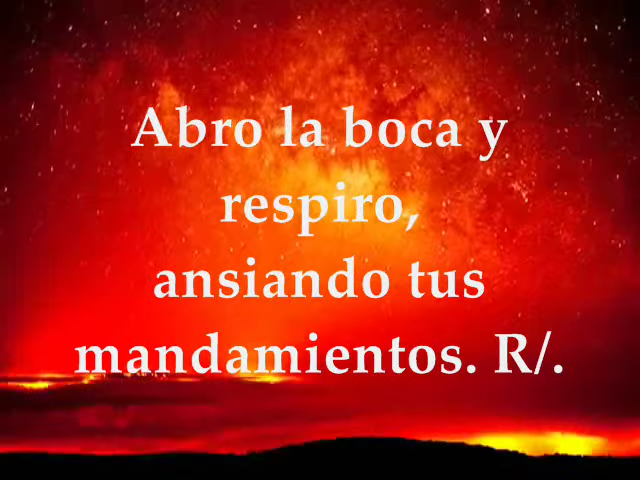 Abro la boca y
respiro,
ansiando tus
mandamientos. R/.